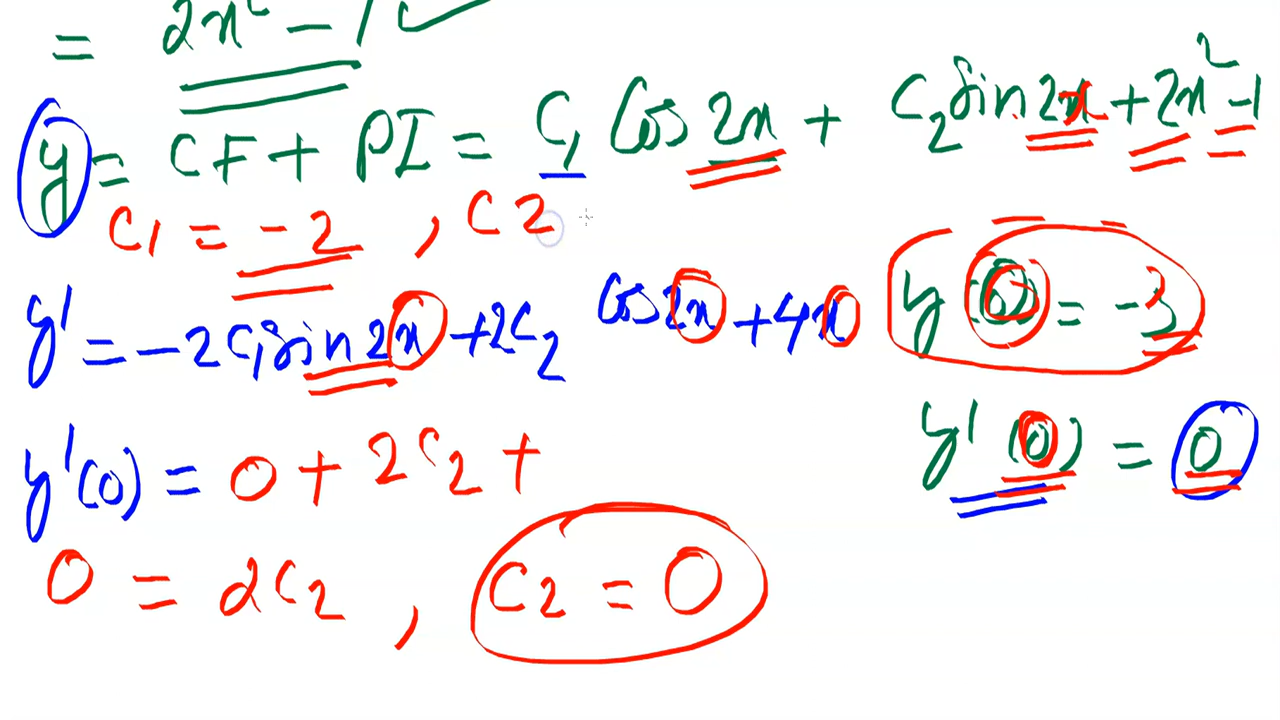 = 2x² - 1
y = CF + PI = C₁ Cos 2x + C₂ sin 2x + 2x² - 1
C₁ = -2 , C2
y(0) = -3
y' = -2C₁ sin 2x + 2C₂ cos 2x + 4x
y'(0) = 0
y'(0) = 0 + 2C₂ +
0 = 2C₂ , C₂ = 0